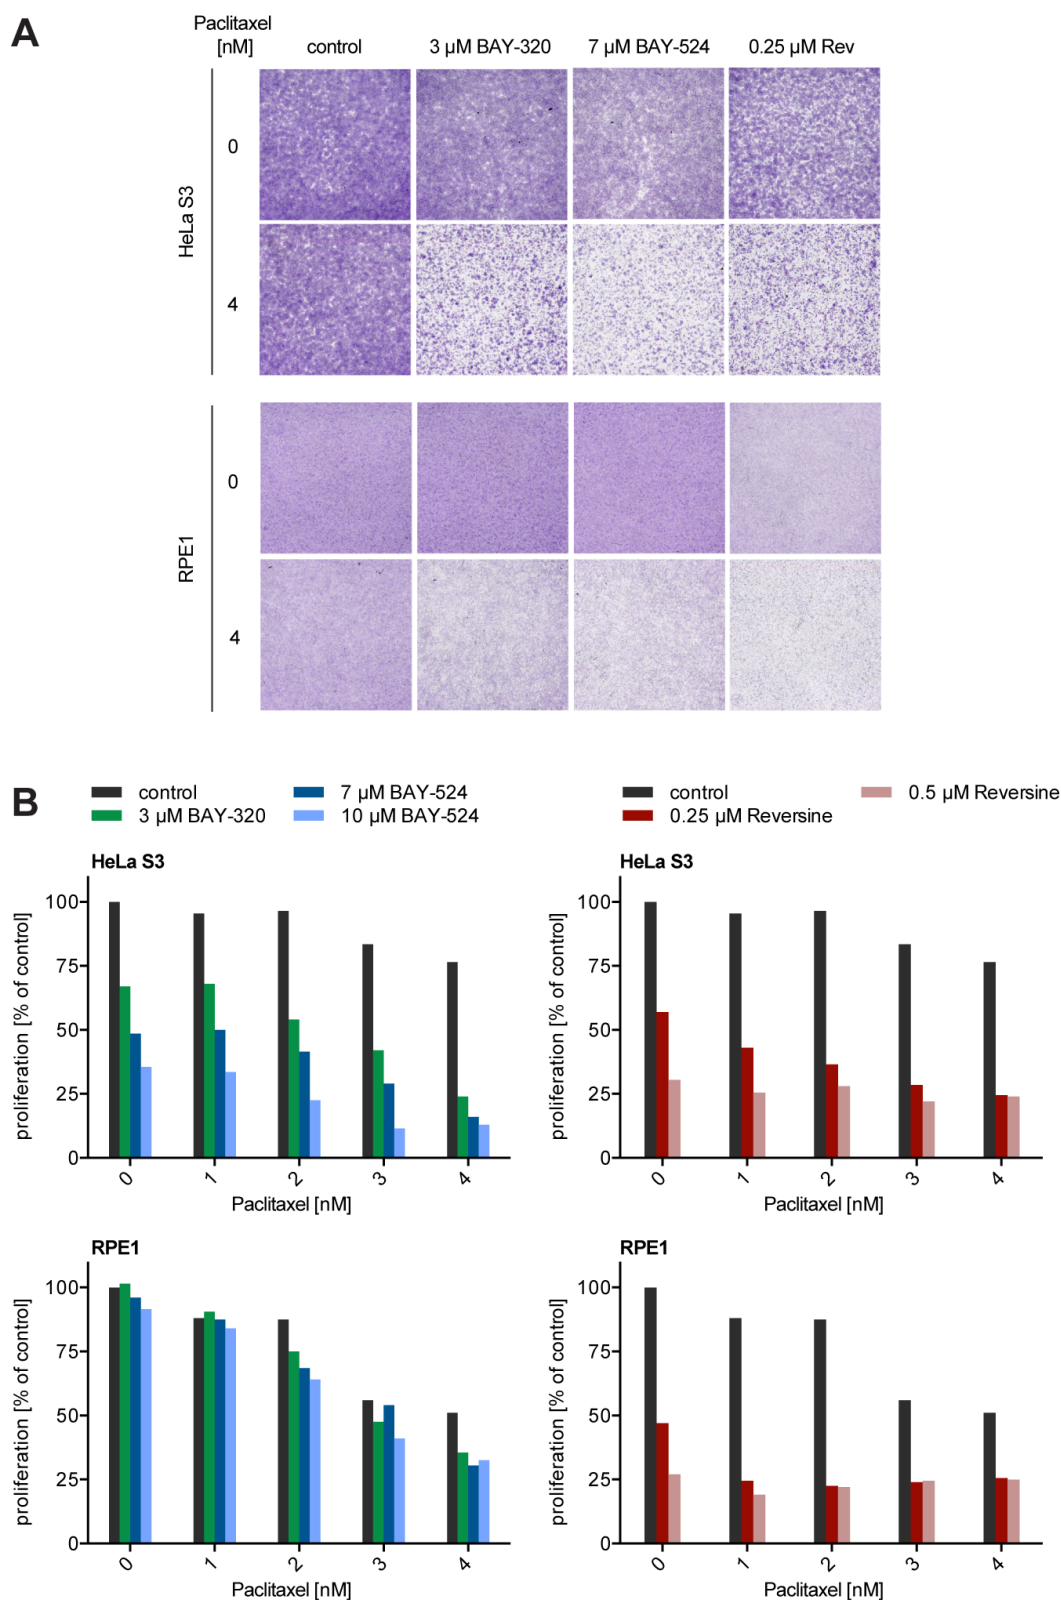 A
Paclitaxel
[nM]
control
3 µM BAY-320
7 µM BAY-524
0.25 µM Rev
HeLa S3
0
4
RPE1
0
4
B
control
3 µM BAY-320
7 µM BAY-524
10 µM BAY-524
control
0.25 µM Reversine
0.5 µM Reversine
HeLa S3
proliferation [% of control]
100
75
50
25
0
0 1 2 3 4
Paclitaxel [nM]
HeLa S3
proliferation [% of control]
100
75
50
25
0
0 1 2 3 4
Paclitaxel [nM]
RPE1
proliferation [% of control]
100
75
50
25
0
0 1 2 3 4
Paclitaxel [nM]
RPE1
proliferation [% of control]
100
75
50
25
0
0 1 2 3 4
Paclitaxel [nM]